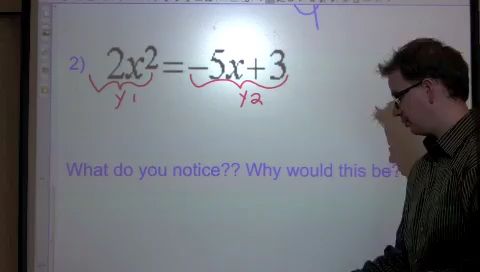 2) 2x² = −5x + 3
y1 y2
What do you notice?? Why would this be?